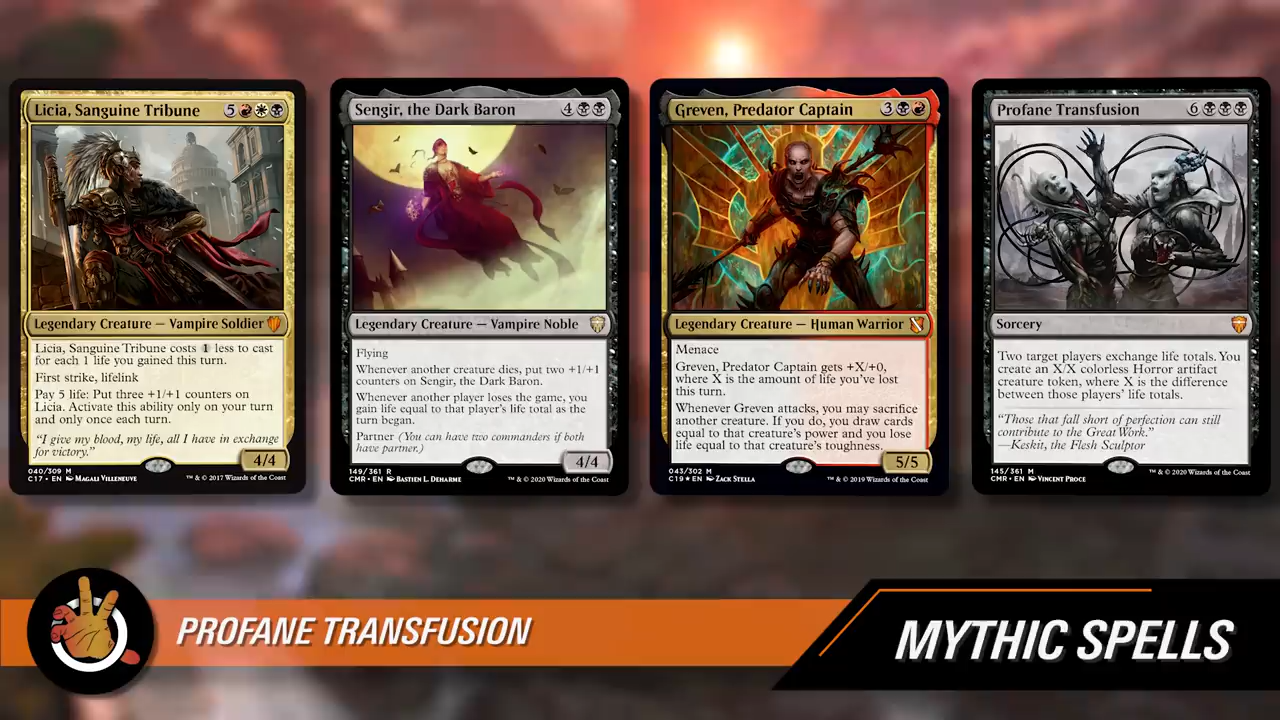 Licia, Sanguine Tribune 5
Legendary Creature — Vampire Soldier
Licia, Sanguine Tribune costs 1 less to cast
for each 1 life you gained this turn.
First strike, lifelink
Pay 5 life: Put three +1/+1 counters on
Licia. Activate this ability only on your turn
and only once each turn.
"I give my blood, my life, all I have in exchange
for victory."
4/4
040/309 M
C17 • EN Magali Villeneuve
™ & © 2017 Wizards of the Coast
Sengir, the Dark Baron 4
Legendary Creature — Vampire Noble
Flying
Whenever another creature dies, put two +1/+1
counters on Sengir, the Dark Baron.
Whenever another player loses the game, you
gain life equal to that player's life total as the
turn began.
Partner (You can have two commanders if both
have partner.)
4/4
149/361 R
CMR • EN Bastien L. Deharme
™ & © 2020 Wizards of the Coast
Greven, Predator Captain 3
Legendary Creature — Human Warrior
Menace
Greven, Predator Captain gets +X/+0,
where X is the amount of life you've lost
this turn.
Whenever Greven attacks, you may sacrifice
another creature. If you do, you draw cards
equal to that creature's power and you lose
life equal to that creature's toughness.
5/5
043/302 M
C19 ★ EN Zack Stella
™ & © 2019 Wizards of the Coast
Profane Transfusion 6
Sorcery
Two target players exchange life totals. You
create an X/X colorless Horror artifact
creature token, where X is the difference
between those players' life totals.
"Those that fall short of perfection can still
contribute to the Great Work."
—Keskit, the Flesh Sculptor
145/361 M
CMR • EN Vincent Proce
™ & © 2020 Wizards of the Coast
PROFANE TRANSFUSION
MYTHIC SPELLS